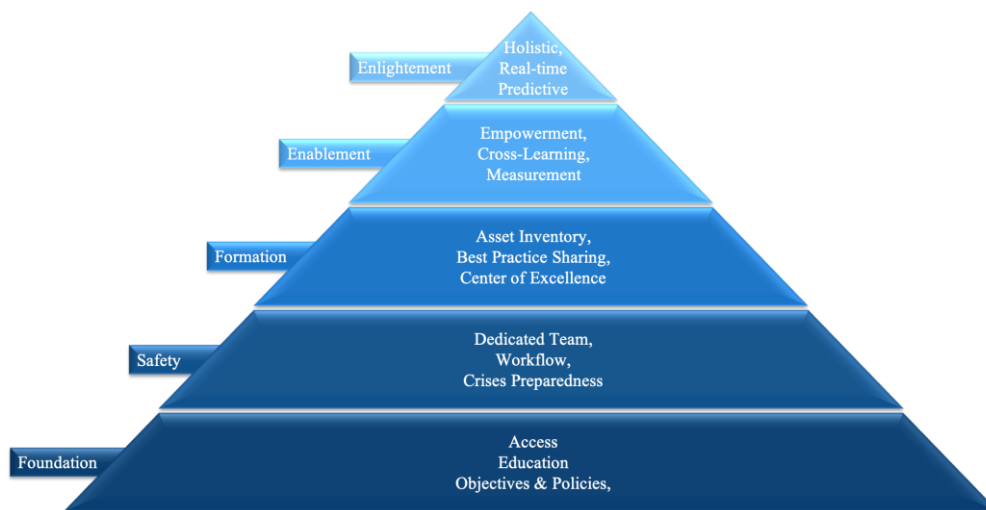 Enlightement
Holistic,
Real-time
Predictive
Enablement
Empowerment,
Cross-Learning,
Measurement
Formation
Asset Inventory,
Best Practice Sharing,
Center of Excellence
Safety
Dedicated Team,
Workflow,
Crises Preparedness
Foundation
Access
Education
Objectives & Policies,